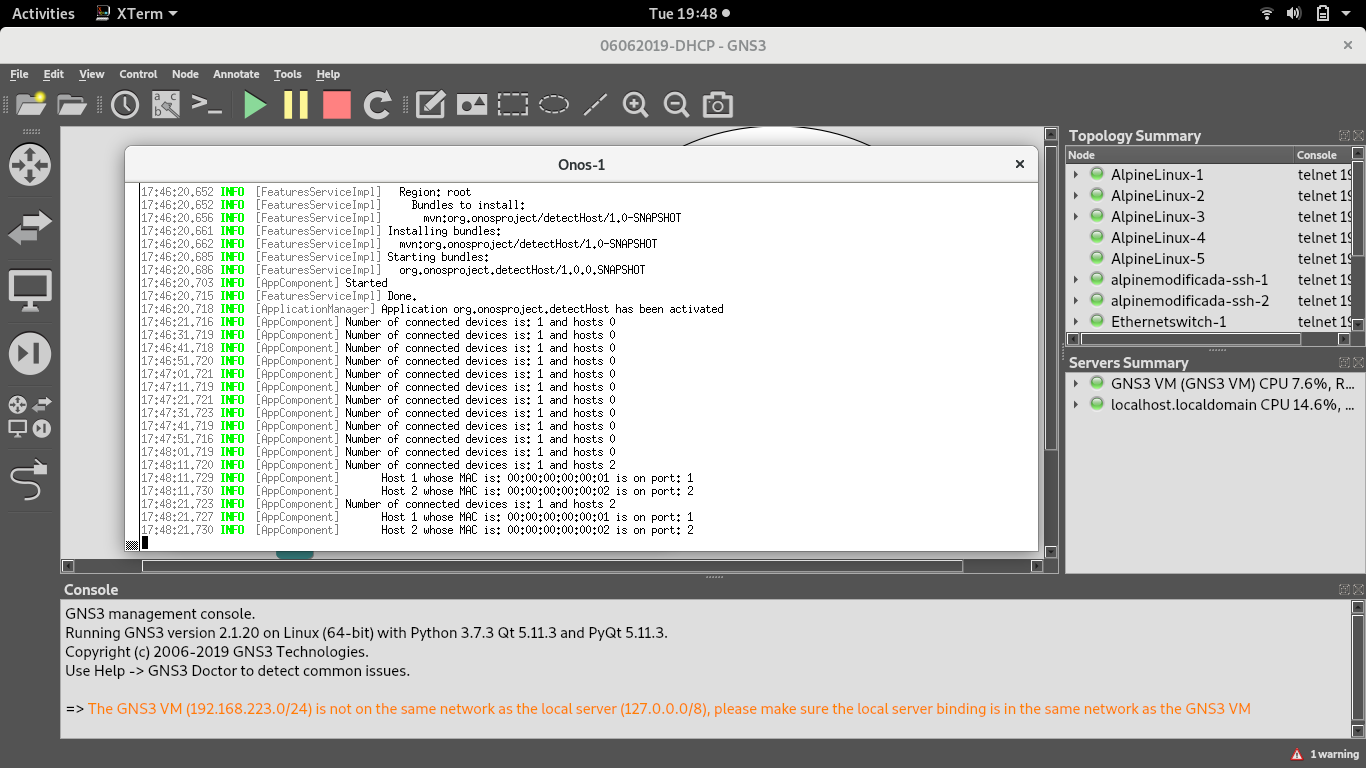 Activities XTerm Tue 19:48
06062019-DHCP - GNS3
File Edit View Control Node Annotate Tools Help
Onos-1
17:46:20.652 INFO [FeaturesServiceImpl] Region: root
17:46:20.652 INFO [FeaturesServiceImpl] Bundles to install:
17:46:20.656 INFO [FeaturesServiceImpl] mvn:org.onosproject/detectHost/1.0-SNAPSHOT
17:46:20.661 INFO [FeaturesServiceImpl] Installing bundles:
17:46:20.662 INFO [FeaturesServiceImpl] mvn:org.onosproject/detectHost/1.0-SNAPSHOT
17:46:20.685 INFO [FeaturesServiceImpl] Starting bundles:
17:46:20.686 INFO [FeaturesServiceImpl] org.onosproject.detectHost/1.0.0.SNAPSHOT
17:46:20.703 INFO [AppComponent] Started
17:46:20.715 INFO [FeaturesServiceImpl] Done.
17:46:20.718 INFO [ApplicationManager] Application org.onosproject.detectHost has been activated
17:46:21.716 INFO [AppComponent] Number of connected devices is: 1 and hosts 0
17:46:31.719 INFO [AppComponent] Number of connected devices is: 1 and hosts 0
17:46:41.718 INFO [AppComponent] Number of connected devices is: 1 and hosts 0
17:46:51.720 INFO [AppComponent] Number of connected devices is: 1 and hosts 0
17:47:01.721 INFO [AppComponent] Number of connected devices is: 1 and hosts 0
17:47:11.719 INFO [AppComponent] Number of connected devices is: 1 and hosts 0
17:47:21.721 INFO [AppComponent] Number of connected devices is: 1 and hosts 0
17:47:31.723 INFO [AppComponent] Number of connected devices is: 1 and hosts 0
17:47:41.719 INFO [AppComponent] Number of connected devices is: 1 and hosts 0
17:47:51.716 INFO [AppComponent] Number of connected devices is: 1 and hosts 0
17:48:01.719 INFO [AppComponent] Number of connected devices is: 1 and hosts 0
17:48:11.720 INFO [AppComponent] Number of connected devices is: 1 and hosts 2
17:48:11.729 INFO [AppComponent] Host 1 whose MAC is: 00:00:00:00:00:01 is on port: 1
17:48:11.730 INFO [AppComponent] Host 2 whose MAC is: 00:00:00:00:00:02 is on port: 2
17:48:21.723 INFO [AppComponent] Number of connected devices is: 1 and hosts 2
17:48:21.727 INFO [AppComponent] Host 1 whose MAC is: 00:00:00:00:00:01 is on port: 1
17:48:21.730 INFO [AppComponent] Host 2 whose MAC is: 00:00:00:00:00:02 is on port: 2
Topology Summary
Node Console
AlpineLinux-1 telnet 19
AlpineLinux-2 telnet 19
AlpineLinux-3 telnet 19
AlpineLinux-4 telnet 19
AlpineLinux-5 telnet 19
alpinemodificada-ssh-1 telnet 19
alpinemodificada-ssh-2 telnet 19
Ethernetswitch-1 telnet 19
Servers Summary
GNS3 VM (GNS3 VM) CPU 7.6%, R...
localhost.localdomain CPU 14.6%, ...
Console
GNS3 management console.
Running GNS3 version 2.1.20 on Linux (64-bit) with Python 3.7.3 Qt 5.11.3 and PyQt 5.11.3.
Copyright (c) 2006-2019 GNS3 Technologies.
Use Help -> GNS3 Doctor to detect common issues.
=> The GNS3 VM (192.168.223.0/24) is not on the same network as the local server (127.0.0.0/8), please make sure the local server binding is in the same network as the GNS3 VM
1 warning